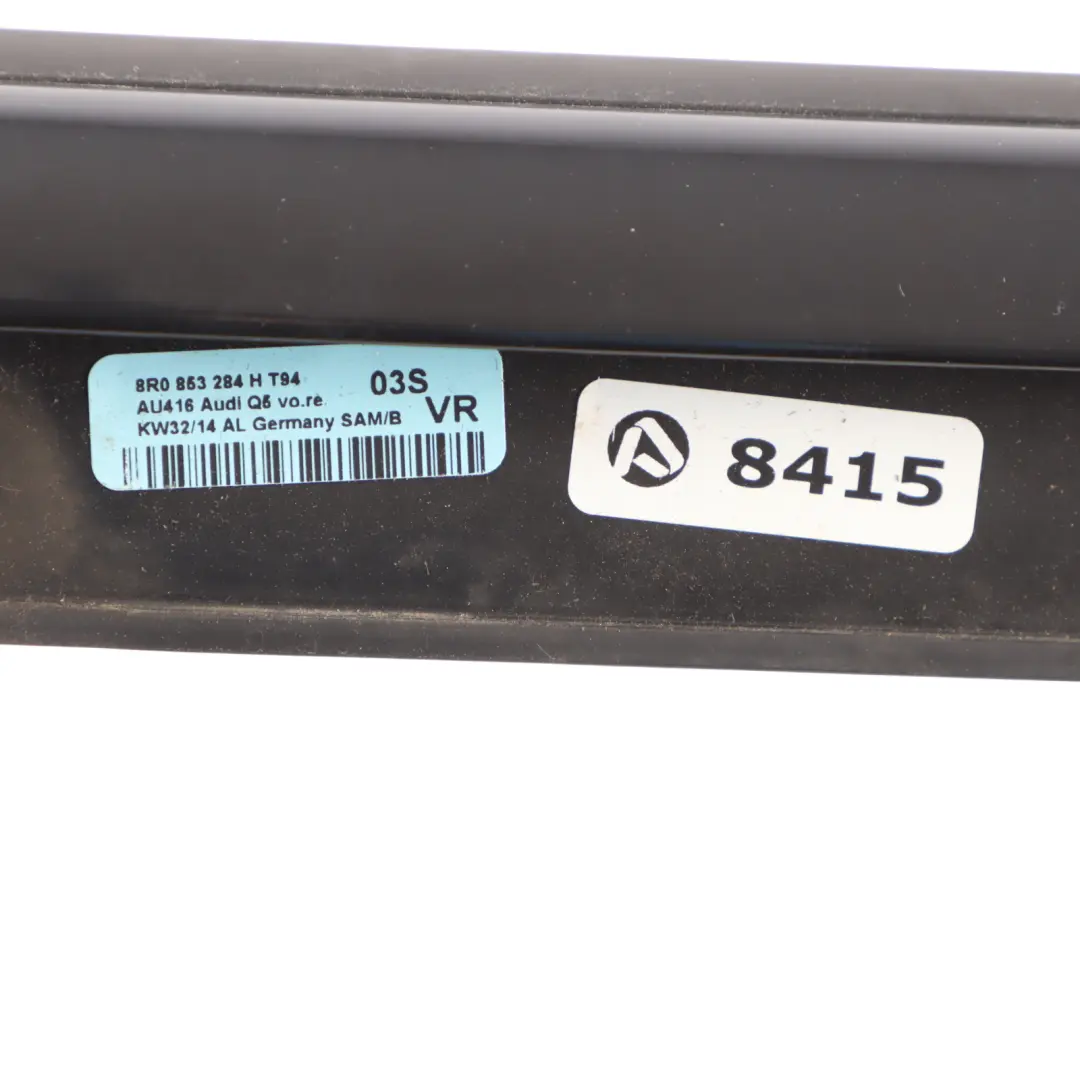 8R0 853 284 H T94 03S
AU416 Audi Q5 vo.re VR
KW32/14 AL Germany SAM/B
8415